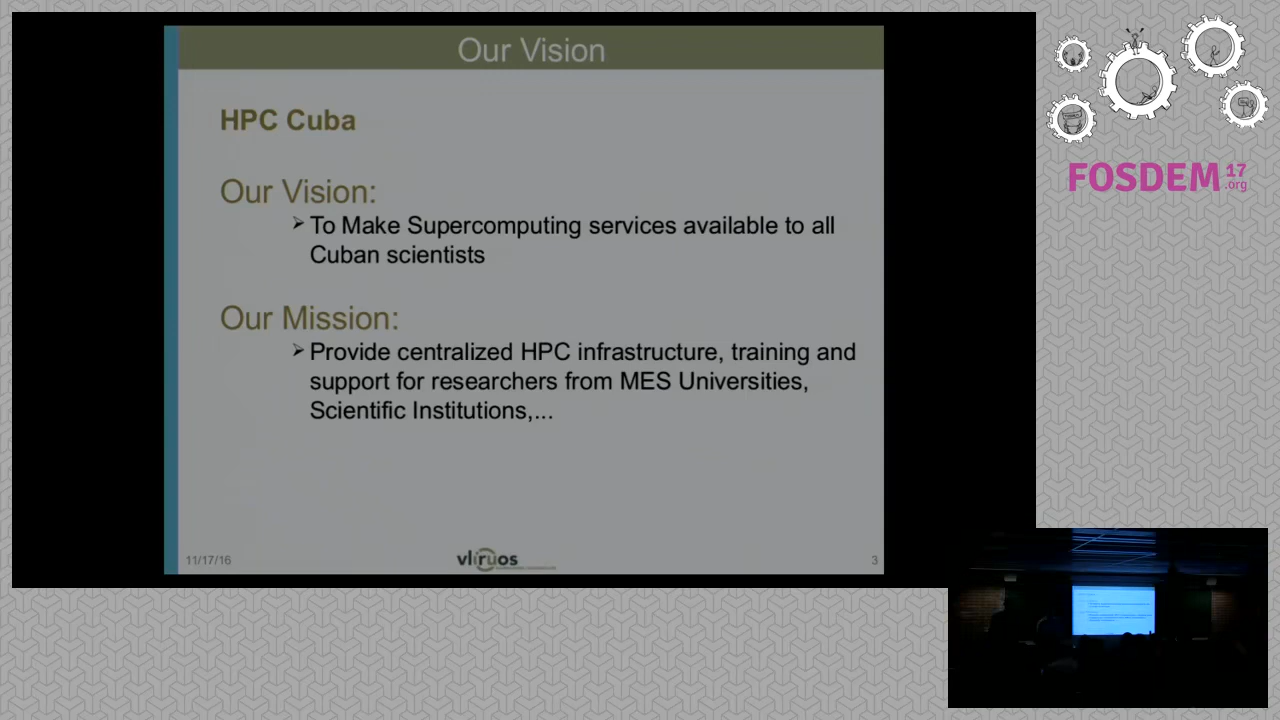 Our Vision
HPC Cuba
Our Vision:
To Make Supercomputing services available to all
Cuban scientists
Our Mission:
Provide centralized HPC infrastructure, training and
support for researchers from MES Universities,
Scientific Institutions,...
11/17/16
vliruos
3
FOSDEM 17
.org